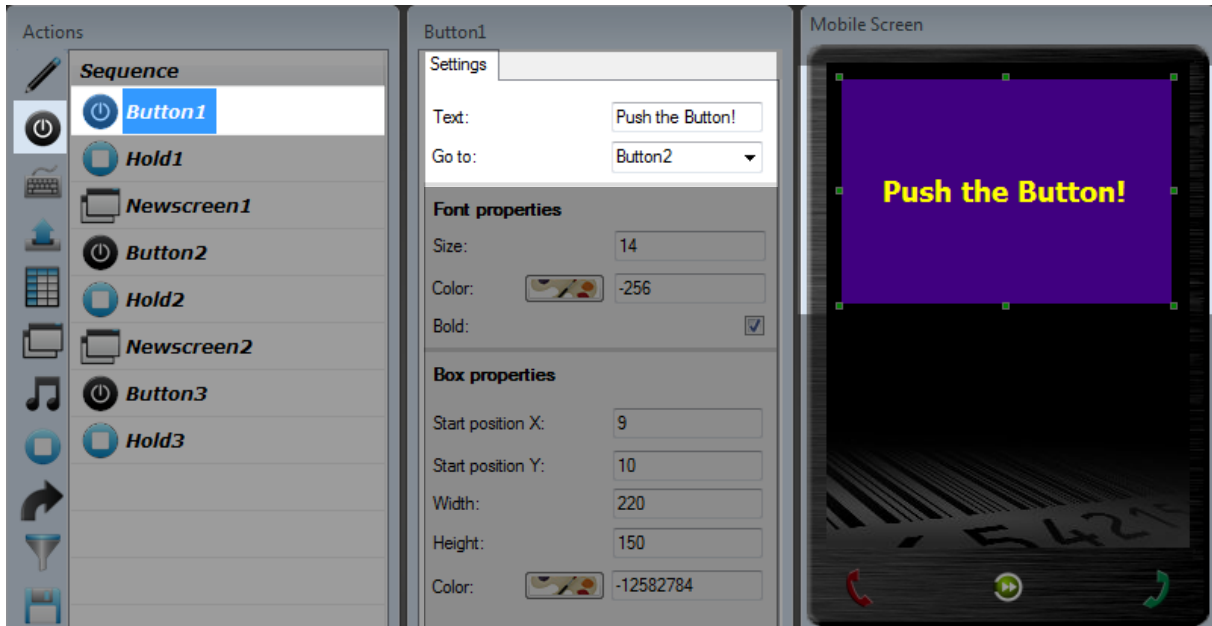 Actions
Sequence
Button1
Hold1
Newscreen1
Button2
Hold2
Newscreen2
Button3
Hold3
Button1
Settings
Text: Push the Button!
Go to: Button2
Font properties
Size: 14
Color: -256
Bold:
Box properties
Start position X: 9
Start position Y: 10
Width: 220
Height: 150
Color: -12582784
Mobile Screen
Push the Button!
5421